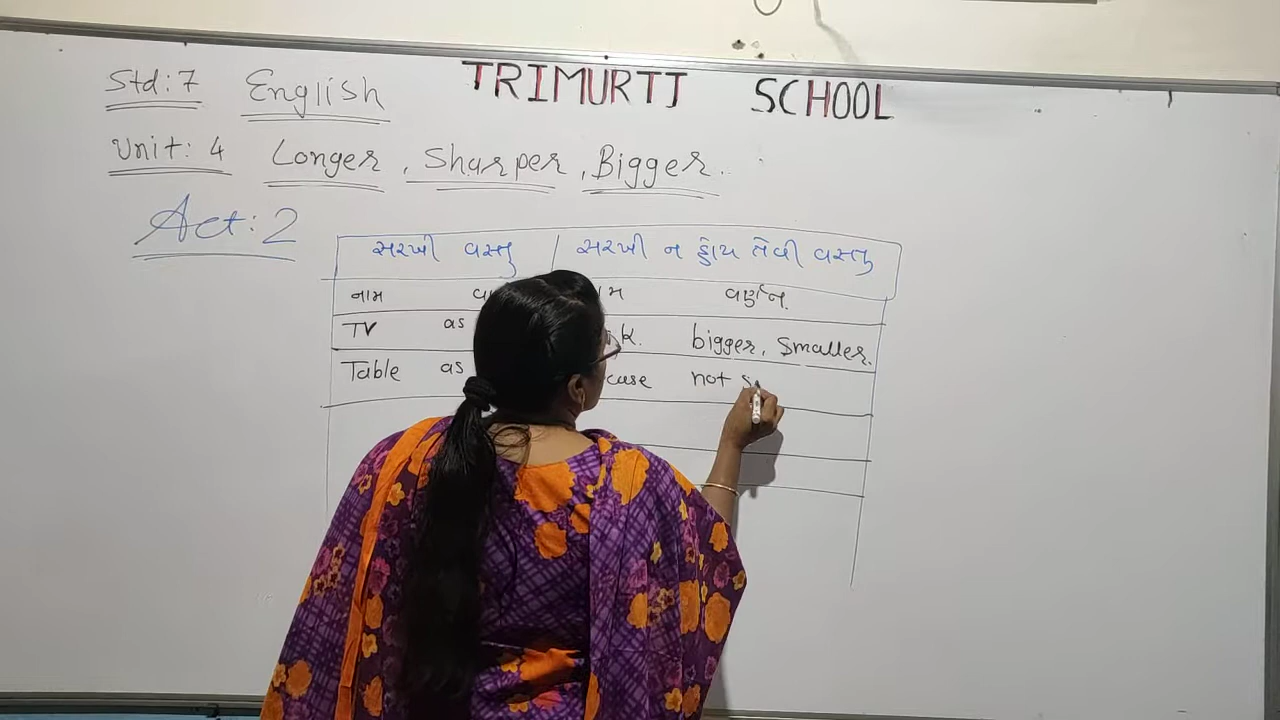 TRIMURTI SCHOOL
Std: 7 English
Unit: 4 Longer, Sharper, Bigger.
Act: 2
સરખી વસ્તુ સરખી ન હોય તેવી વસ્તુ
નામ વર્ણન.
TV as bigger, Smaller.
Table as not